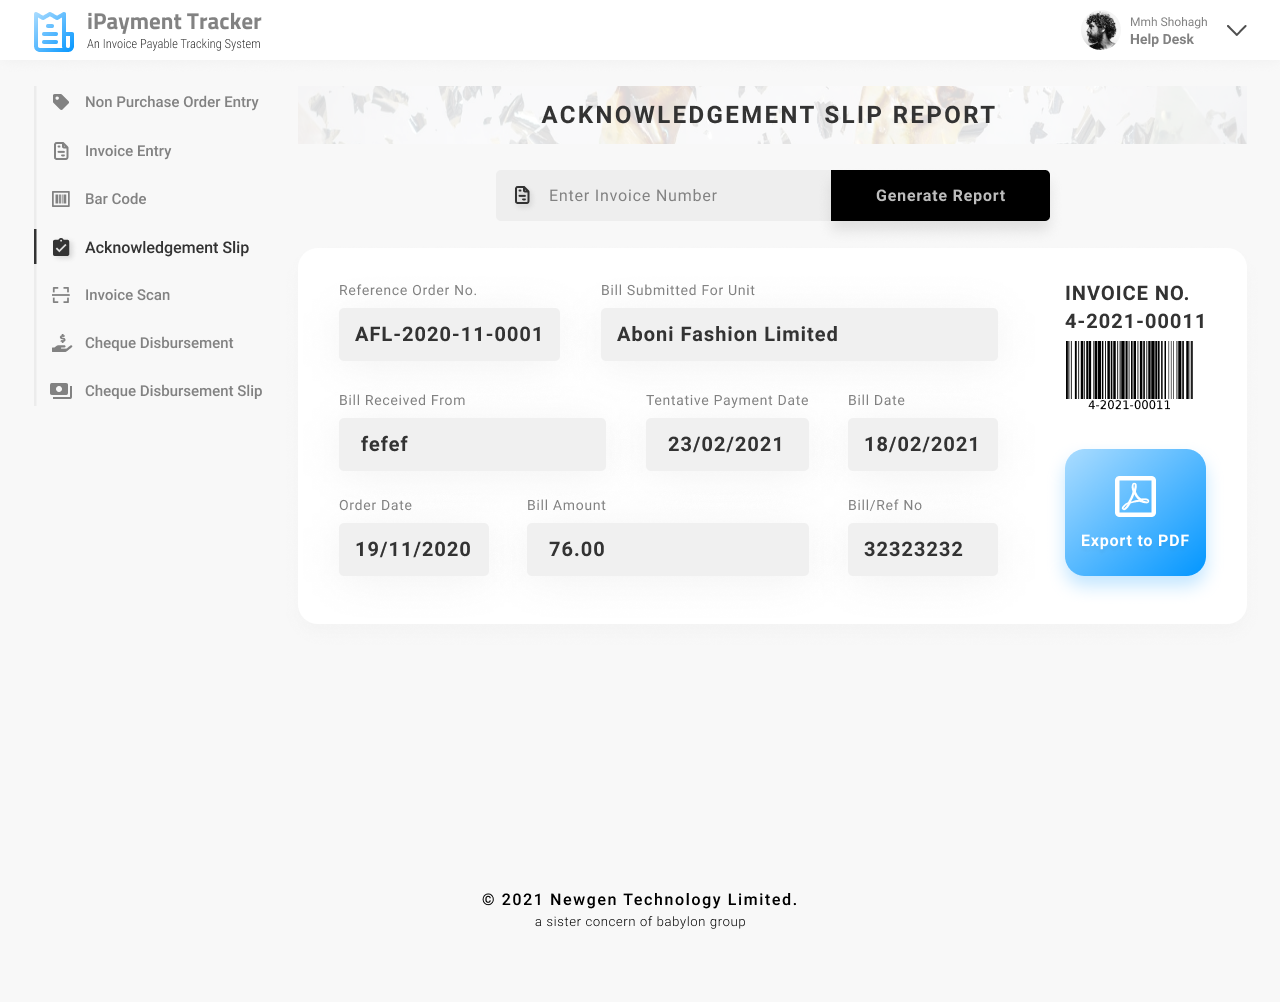 iPayment Tracker
An Invoice Payable Tracking System
Mmh Shohagh
Help Desk
Non Purchase Order Entry
Invoice Entry
Bar Code
Acknowledgement Slip
Invoice Scan
Cheque Disbursement
Cheque Disbursement Slip
ACKNOWLEDGEMENT SLIP REPORT
Enter Invoice Number
Generate Report
Reference Order No.
AFL-2020-11-0001
Bill Submitted For Unit
Aboni Fashion Limited
Bill Received From
fefef
Tentative Payment Date
23/02/2021
Bill Date
18/02/2021
Order Date
19/11/2020
Bill Amount
76.00
Bill/Ref No
32323232
INVOICE NO.
4-2021-00011
4-2021-00011
Export to PDF
© 2021 Newgen Technology Limited.
a sister concern of babylon group